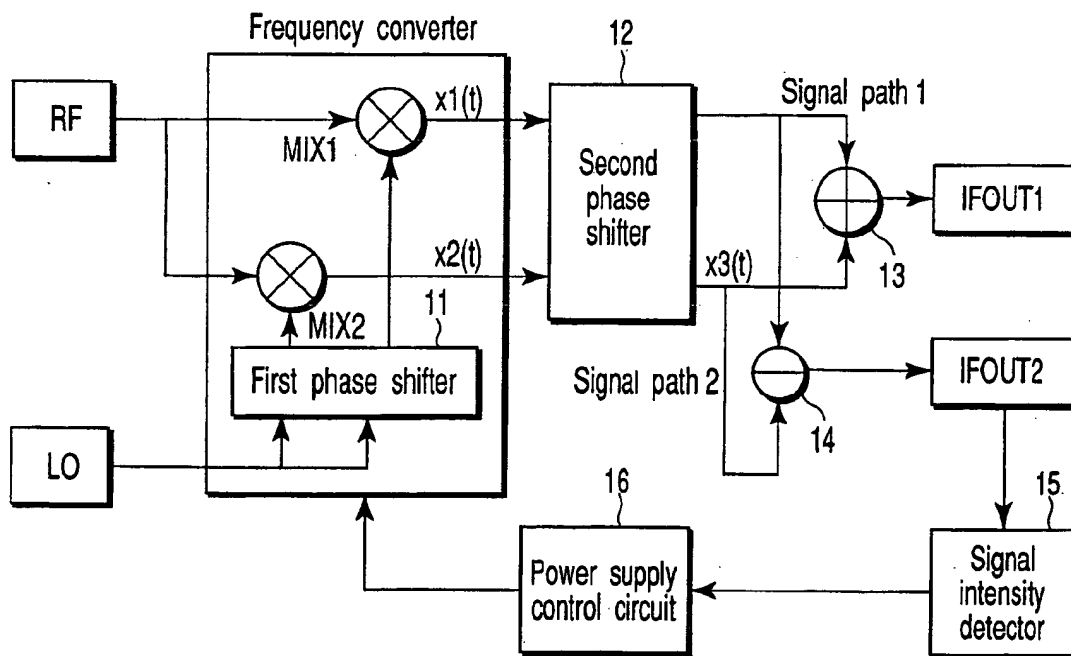 Frequency converter
12
RF
x1(t)
Signal path 1
MIX1
Second
phase
shifter
IFOUT1
13
x2(t)
x3(t)
MIX2
11
First phase shifter
Signal path 2
IFOUT2
14
LO
16
15
Power supply
control circuit
Signal
intensity
detector